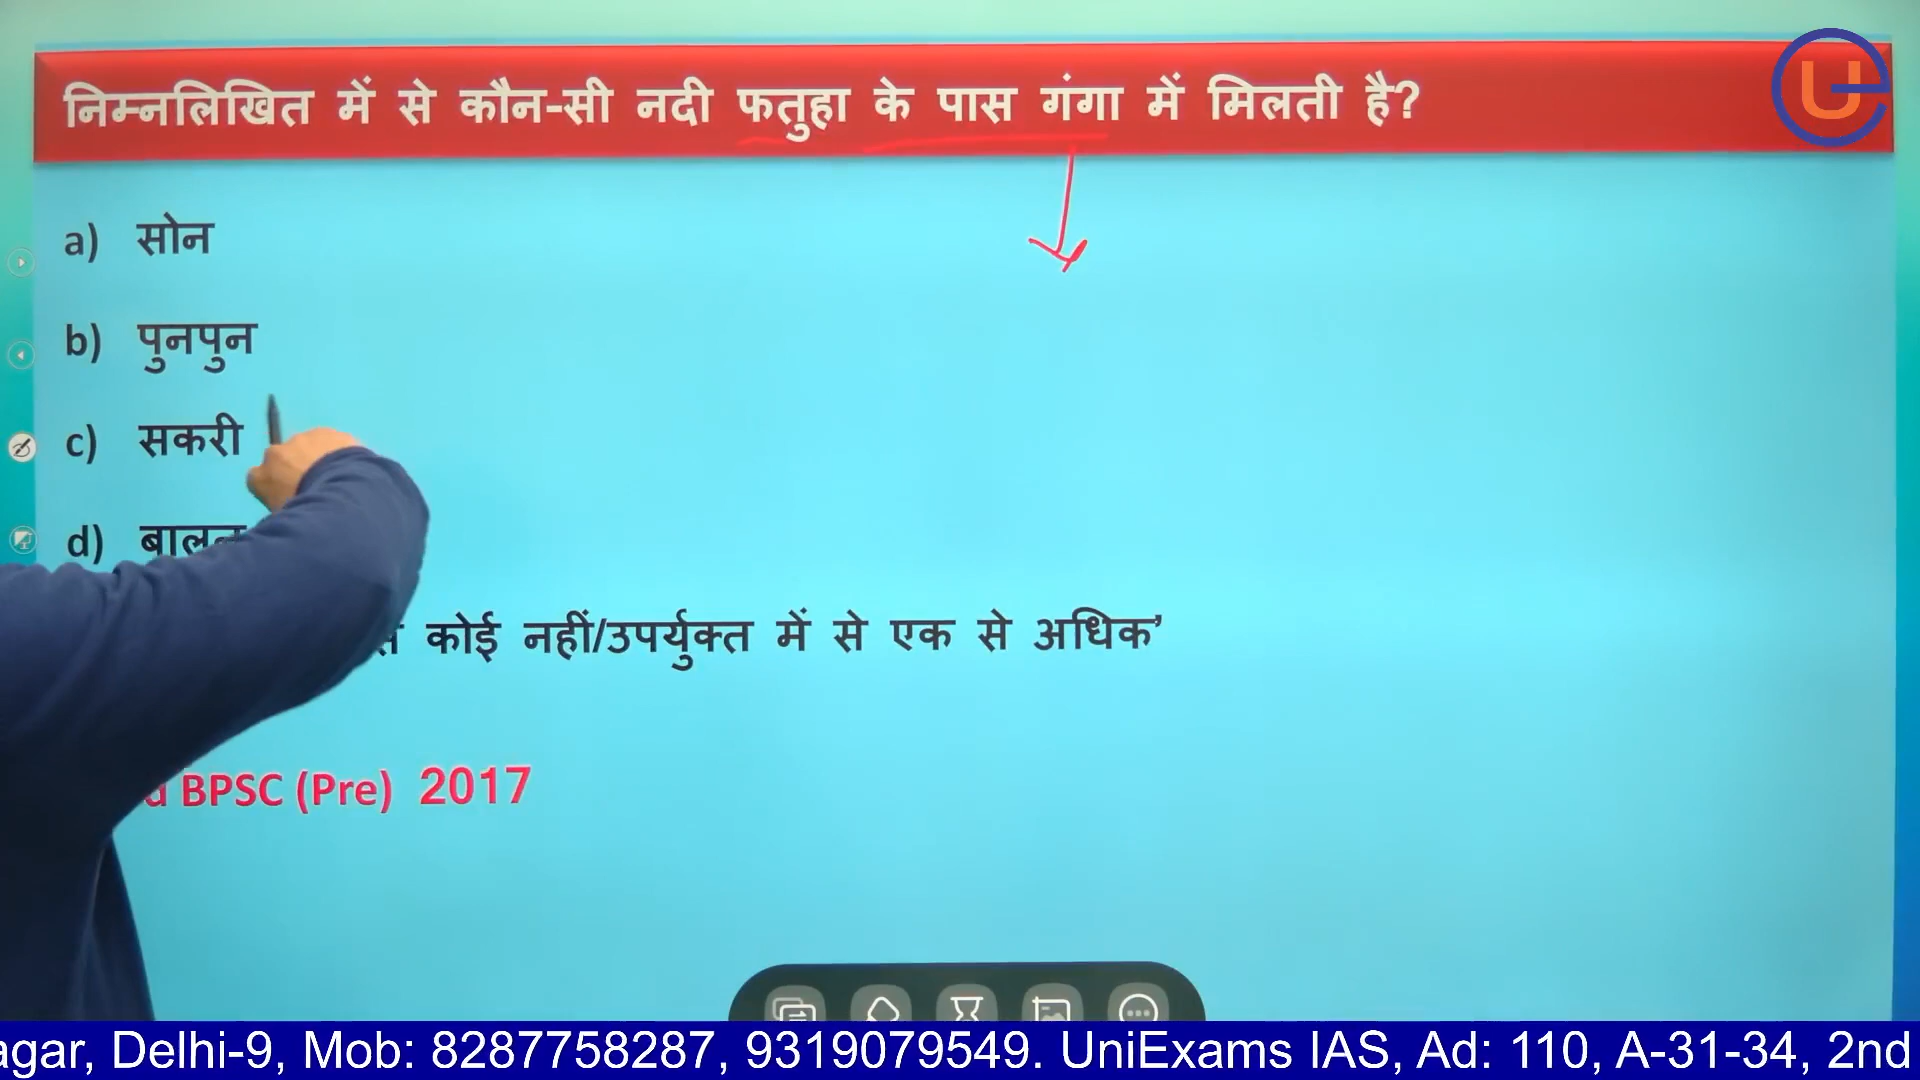 निम्नलिखित में से कौन-सी नदी फतुहा के पास गंगा में मिलती है?
a) सोन
b) पुनपुन
c) सकरी
d)
कोई नहीं/उपर्युक्त में से एक से अधिक’
BPSC (Pre) 2017
Delhi-9, Mob: 8287758287, 9319079549. UniExams IAS, Ad: 110, A-31-34, 2nd